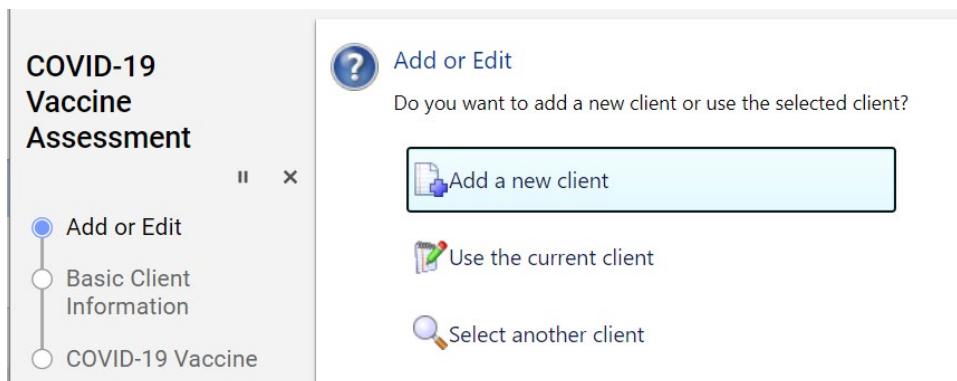 COVID-19
Vaccine
Assessment
Add or Edit
Basic Client
Information
COVID-19 Vaccine
Add or Edit
Do you want to add a new client or use the selected client?
Add a new client
Use the current client
Select another client